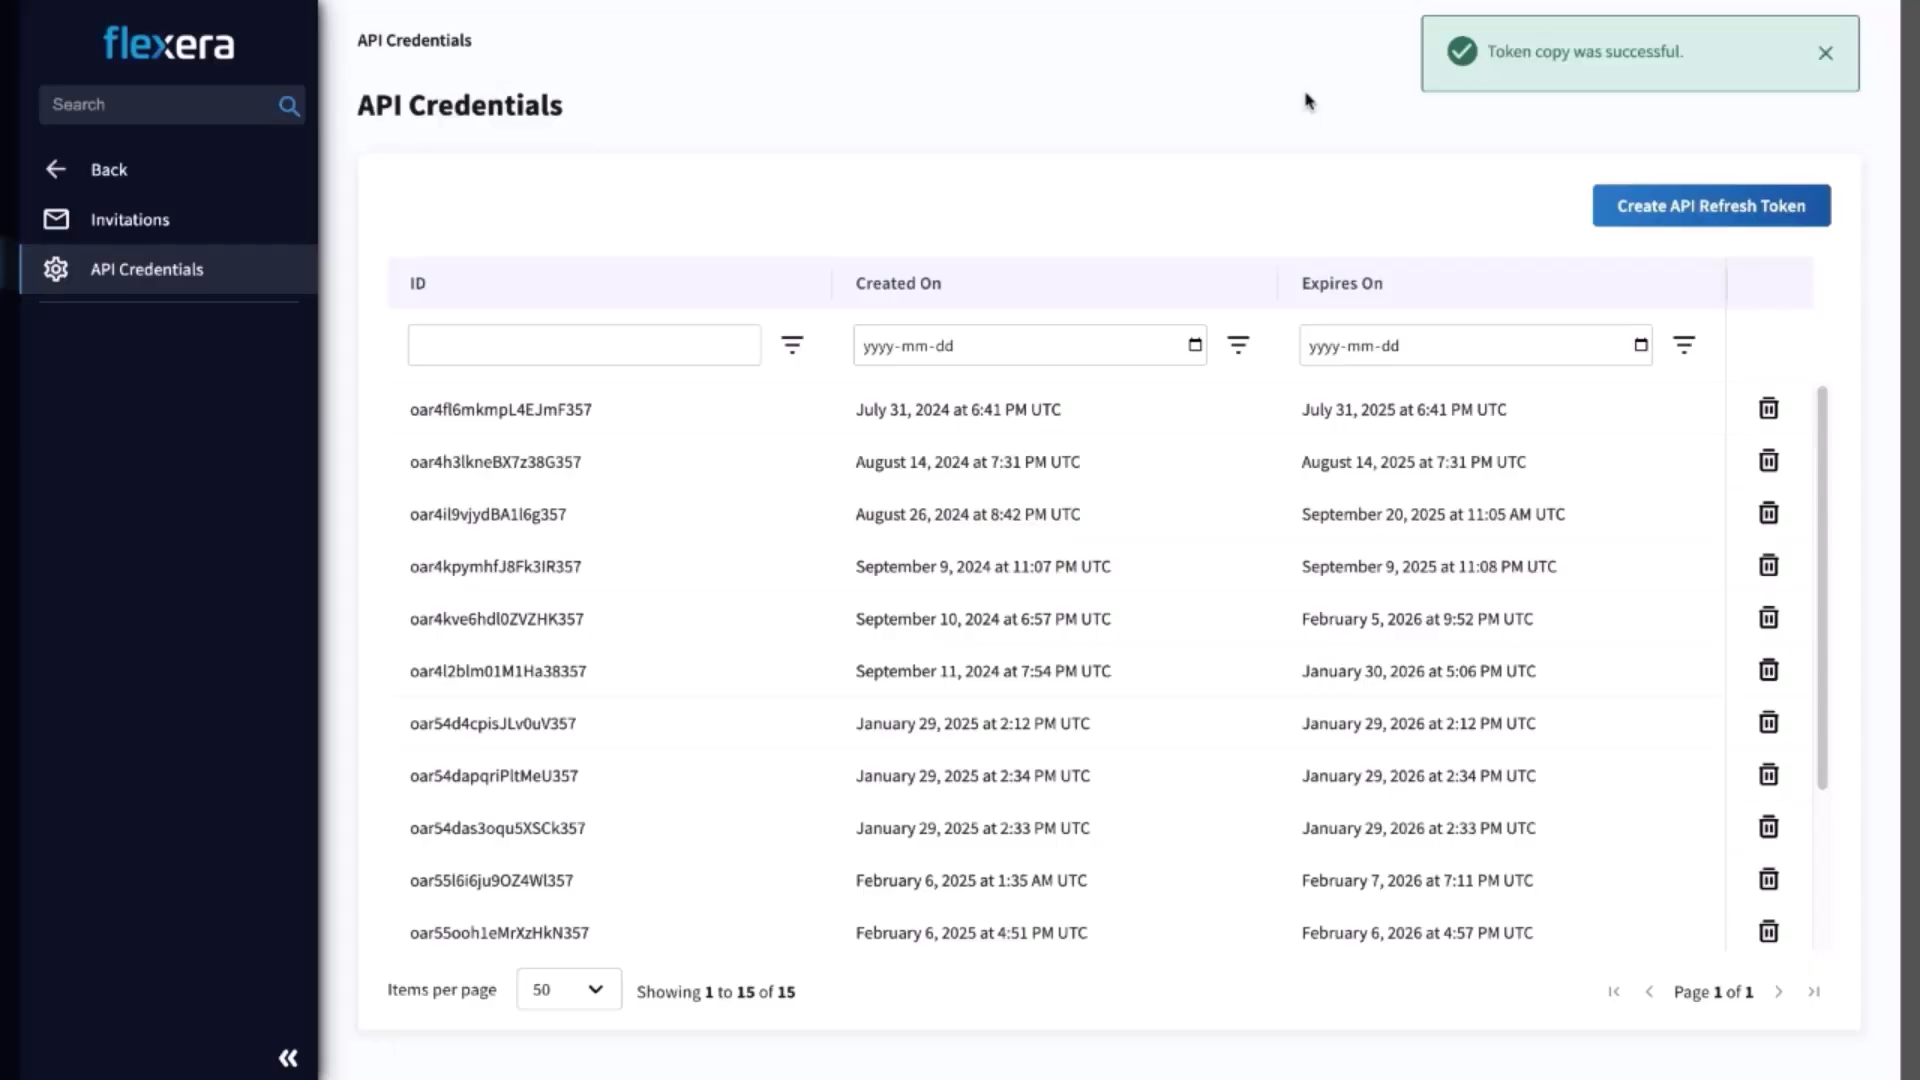 flexera
Search
Back
Invitations
API Credentials
API Credentials
API Credentials
Token copy was successful.
Create API Refresh Token
ID Created On Expires On
yyyy-mm-dd yyyy-mm-dd
oar4fl6mkmpL4EJmF357 July 31, 2024 at 6:41 PM UTC July 31, 2025 at 6:41 PM UTC
oar4h3lkneBX7z38G357 August 14, 2024 at 7:31 PM UTC August 14, 2025 at 7:31 PM UTC
oar4il9vjydBA1l6g357 August 26, 2024 at 8:42 PM UTC September 20, 2025 at 11:05 AM UTC
oar4kpymhfJ8Fk3IR357 September 9, 2024 at 11:07 PM UTC September 9, 2025 at 11:08 PM UTC
oar4kve6hdl0ZVZHK357 September 10, 2024 at 6:57 PM UTC February 5, 2026 at 9:52 PM UTC
oar4l2blm01M1Ha38357 September 11, 2024 at 7:54 PM UTC January 30, 2026 at 5:06 PM UTC
oar54d4cpisJLv0uV357 January 29, 2025 at 2:12 PM UTC January 29, 2026 at 2:12 PM UTC
oar54dapqriPltMeU357 January 29, 2025 at 2:34 PM UTC January 29, 2026 at 2:34 PM UTC
oar54das3oqu5XSCk357 January 29, 2025 at 2:33 PM UTC January 29, 2026 at 2:33 PM UTC
oar55l6i6ju9OZ4Wl357 February 6, 2025 at 1:35 AM UTC February 7, 2026 at 7:11 PM UTC
oar55ooh1eMrXzHkN357 February 6, 2025 at 4:51 PM UTC February 6, 2026 at 4:57 PM UTC
Items per page 50 Showing 1 to 15 of 15 Page 1 of 1